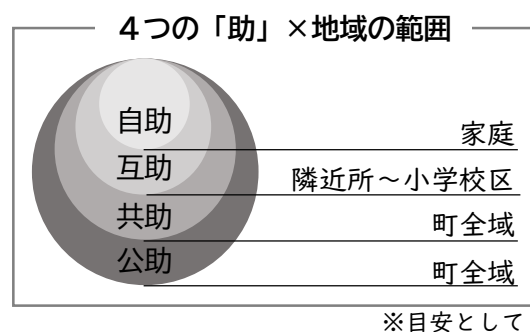 4つの「助」×地域の範囲
自助
家庭
互助
隣近所～小学校区
共助
町全域
公助
町全域
※目安として